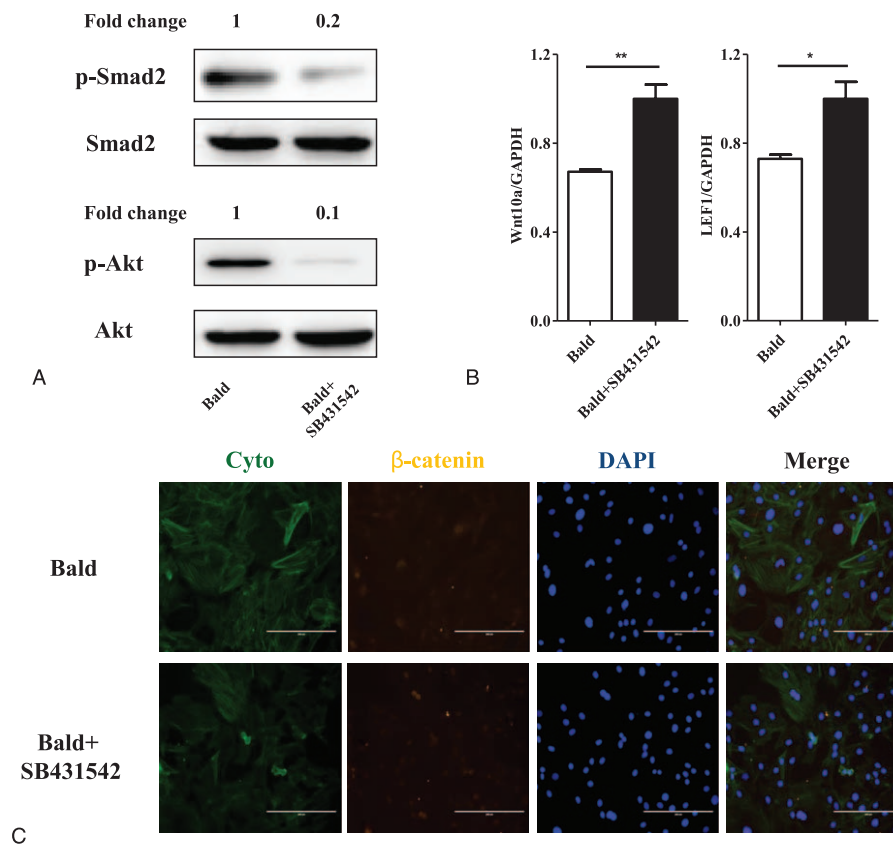 Fold change 1 0.2
p-Smad2
Smad2
Fold change 1 0.1
p-Akt
Akt
Bald
Bald+
SB431542
A
1.2
0.8
0.4
0.0
Wnt10a/GAPDH
**
Bald
Bald+SB431542
1.2
0.8
0.4
0.0
LEF1/GAPDH
*
Bald
Bald+SB431542
B
Cyto β-catenin DAPI Merge
Bald
Bald+
SB431542
C